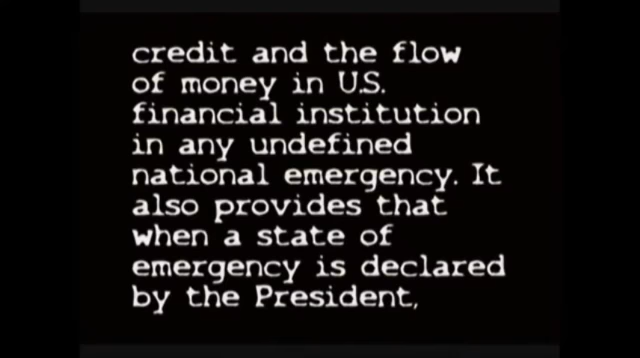 credit and the flow
of money in U.S.
financial institution
in any undefined
national emergency. It
also provides that
when a state of
emergency is declared
by the President,